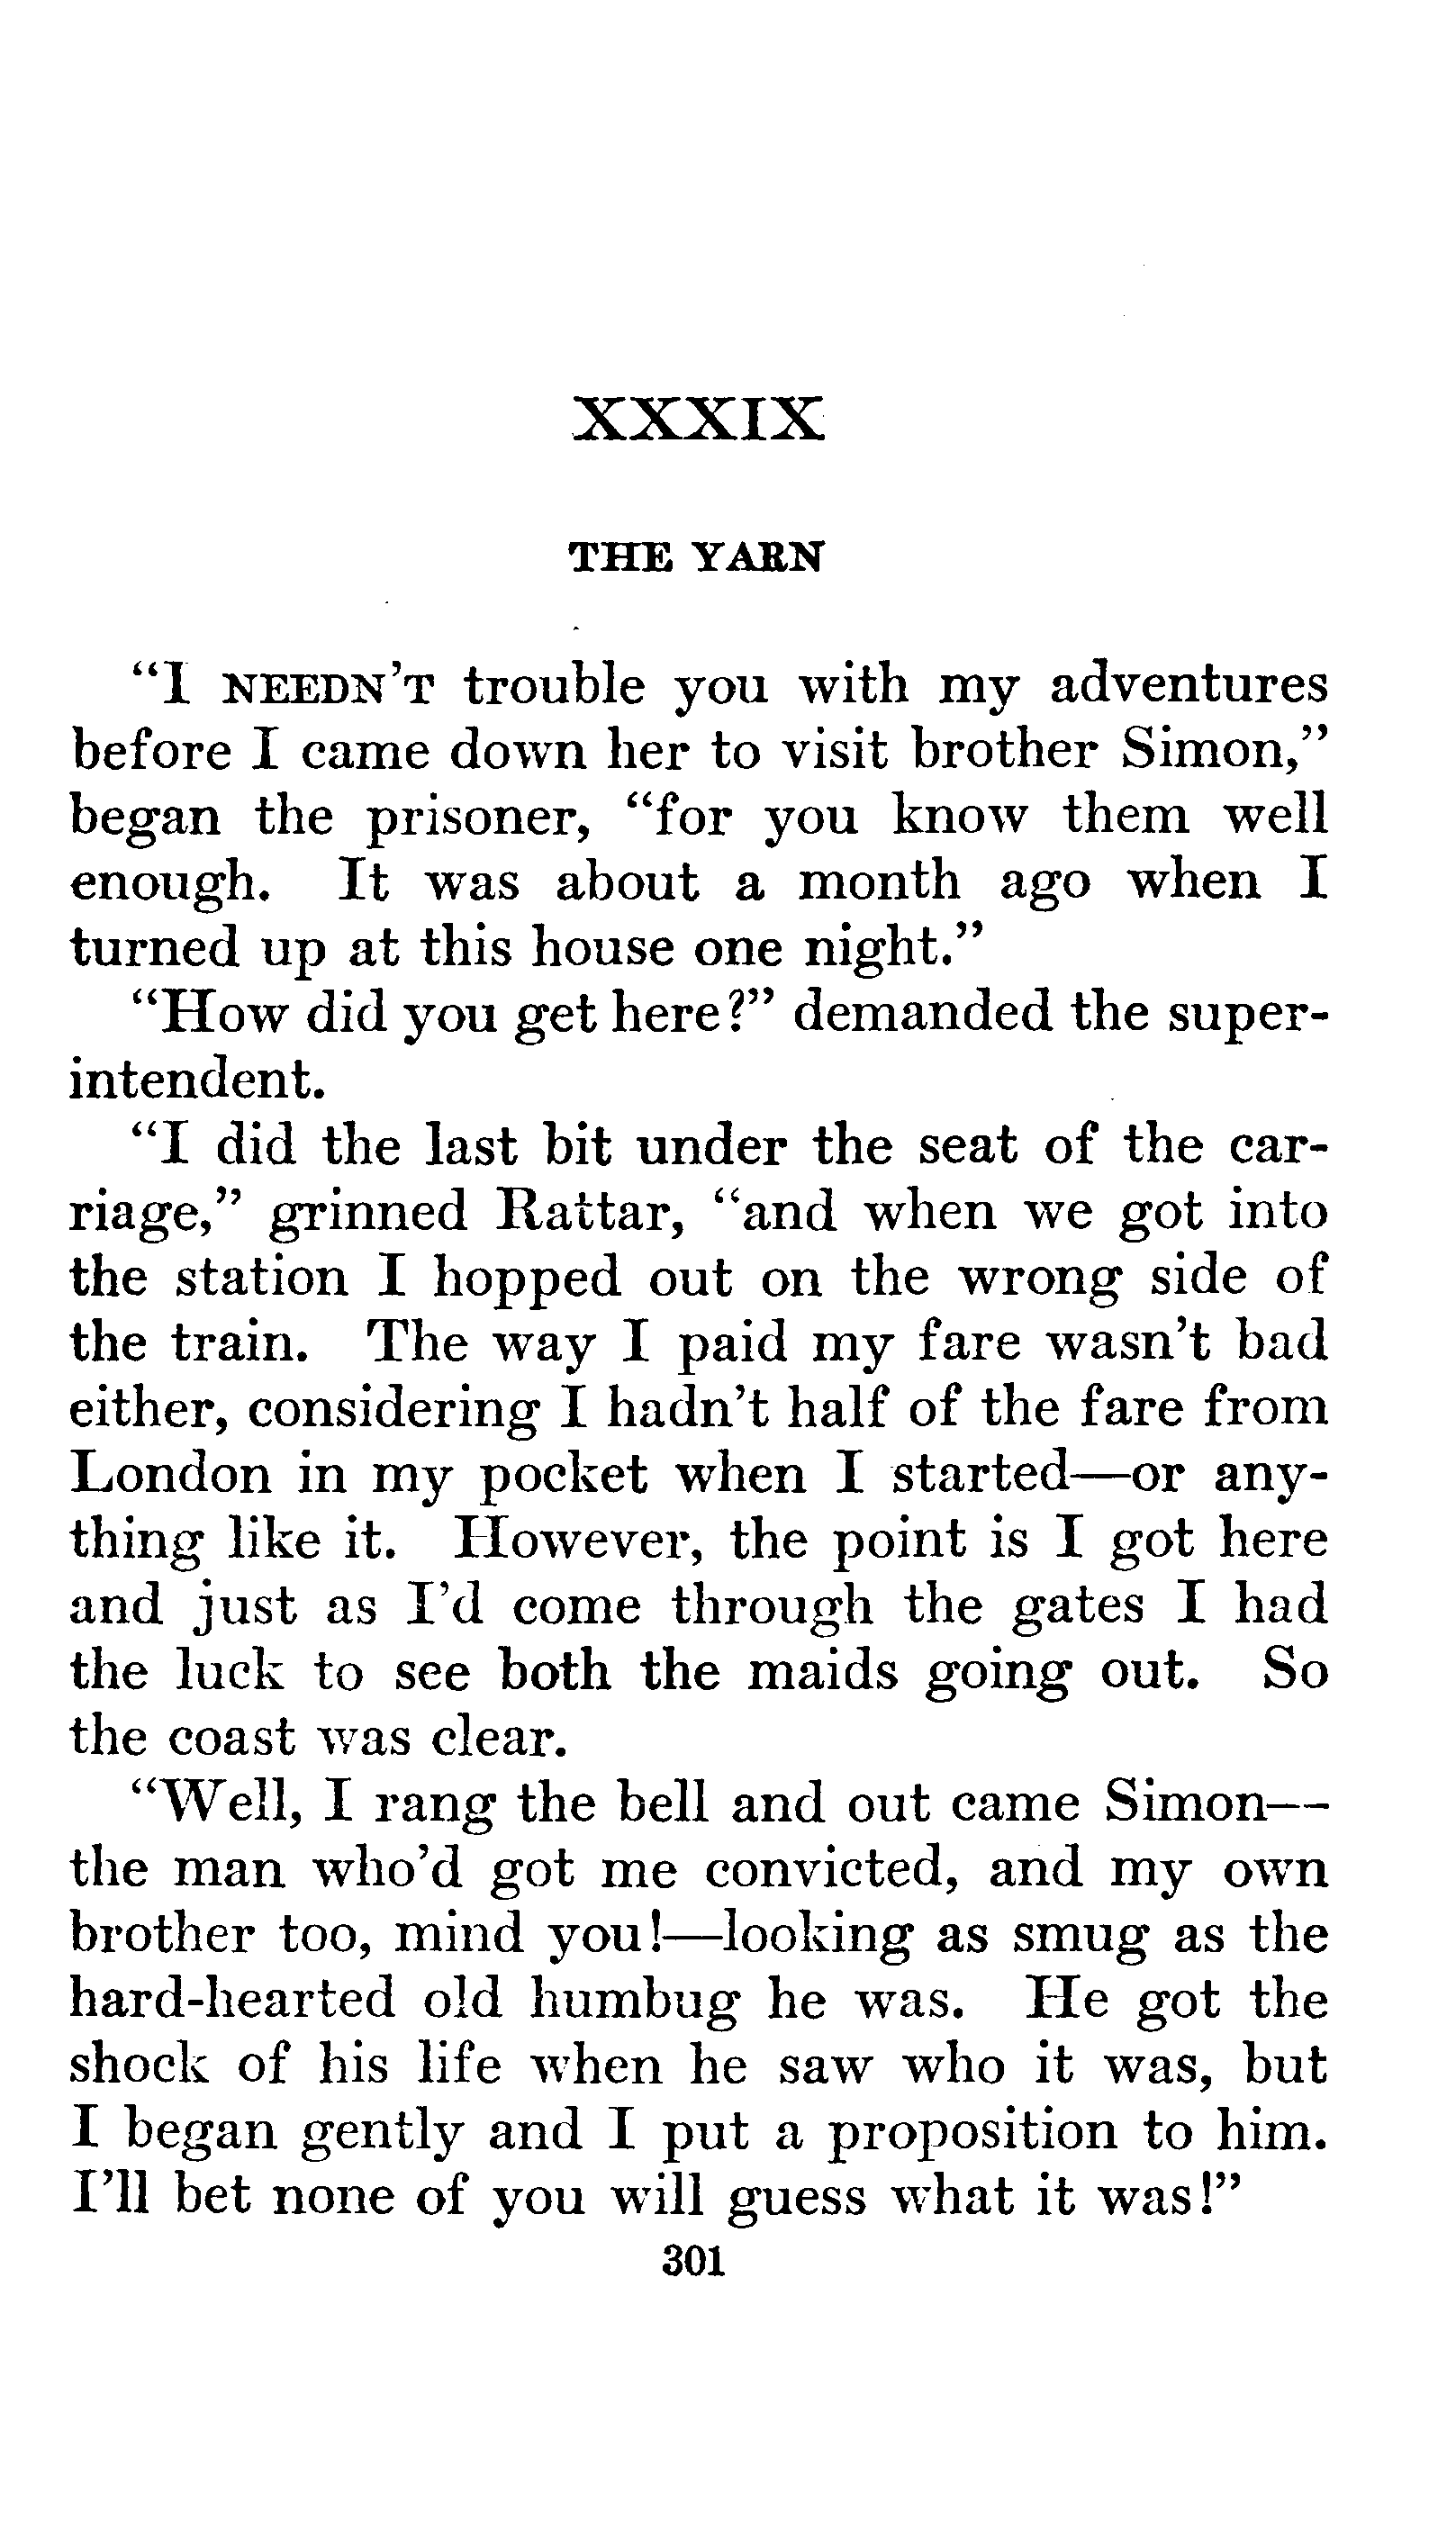 XXXIX
THE YARN
"I NEEDN'T trouble you with my adventures
before I came down her to visit brother Simon,"
began the prisoner, "for you know them well
enough. It was about a month ago when I
turned up at this house one night."
"How did you get here?" demanded the super-
intendent.
"I did the last bit under the seat of the car-
riage," grinned Rattar, "and when we got into
the station I hopped out on the wrong side of
the train. The way I paid my fare wasn't bad
either, considering I hadn't half of the fare from
London in my pocket when I started—or any-
thing like it. However, the point is I got here
and just as I'd come through the gates I had
the luck to see both the maids going out. So
the coast was clear.
"Well, I rang the bell and out came Simon—
the man who'd got me convicted, and my own
brother too, mind you!—looking as smug as the
hard-hearted old humbug he was. He got the
shock of his life when he saw who it was, but
I began gently and I put a proposition to him.
I'll bet none of you will guess what it was!"
301